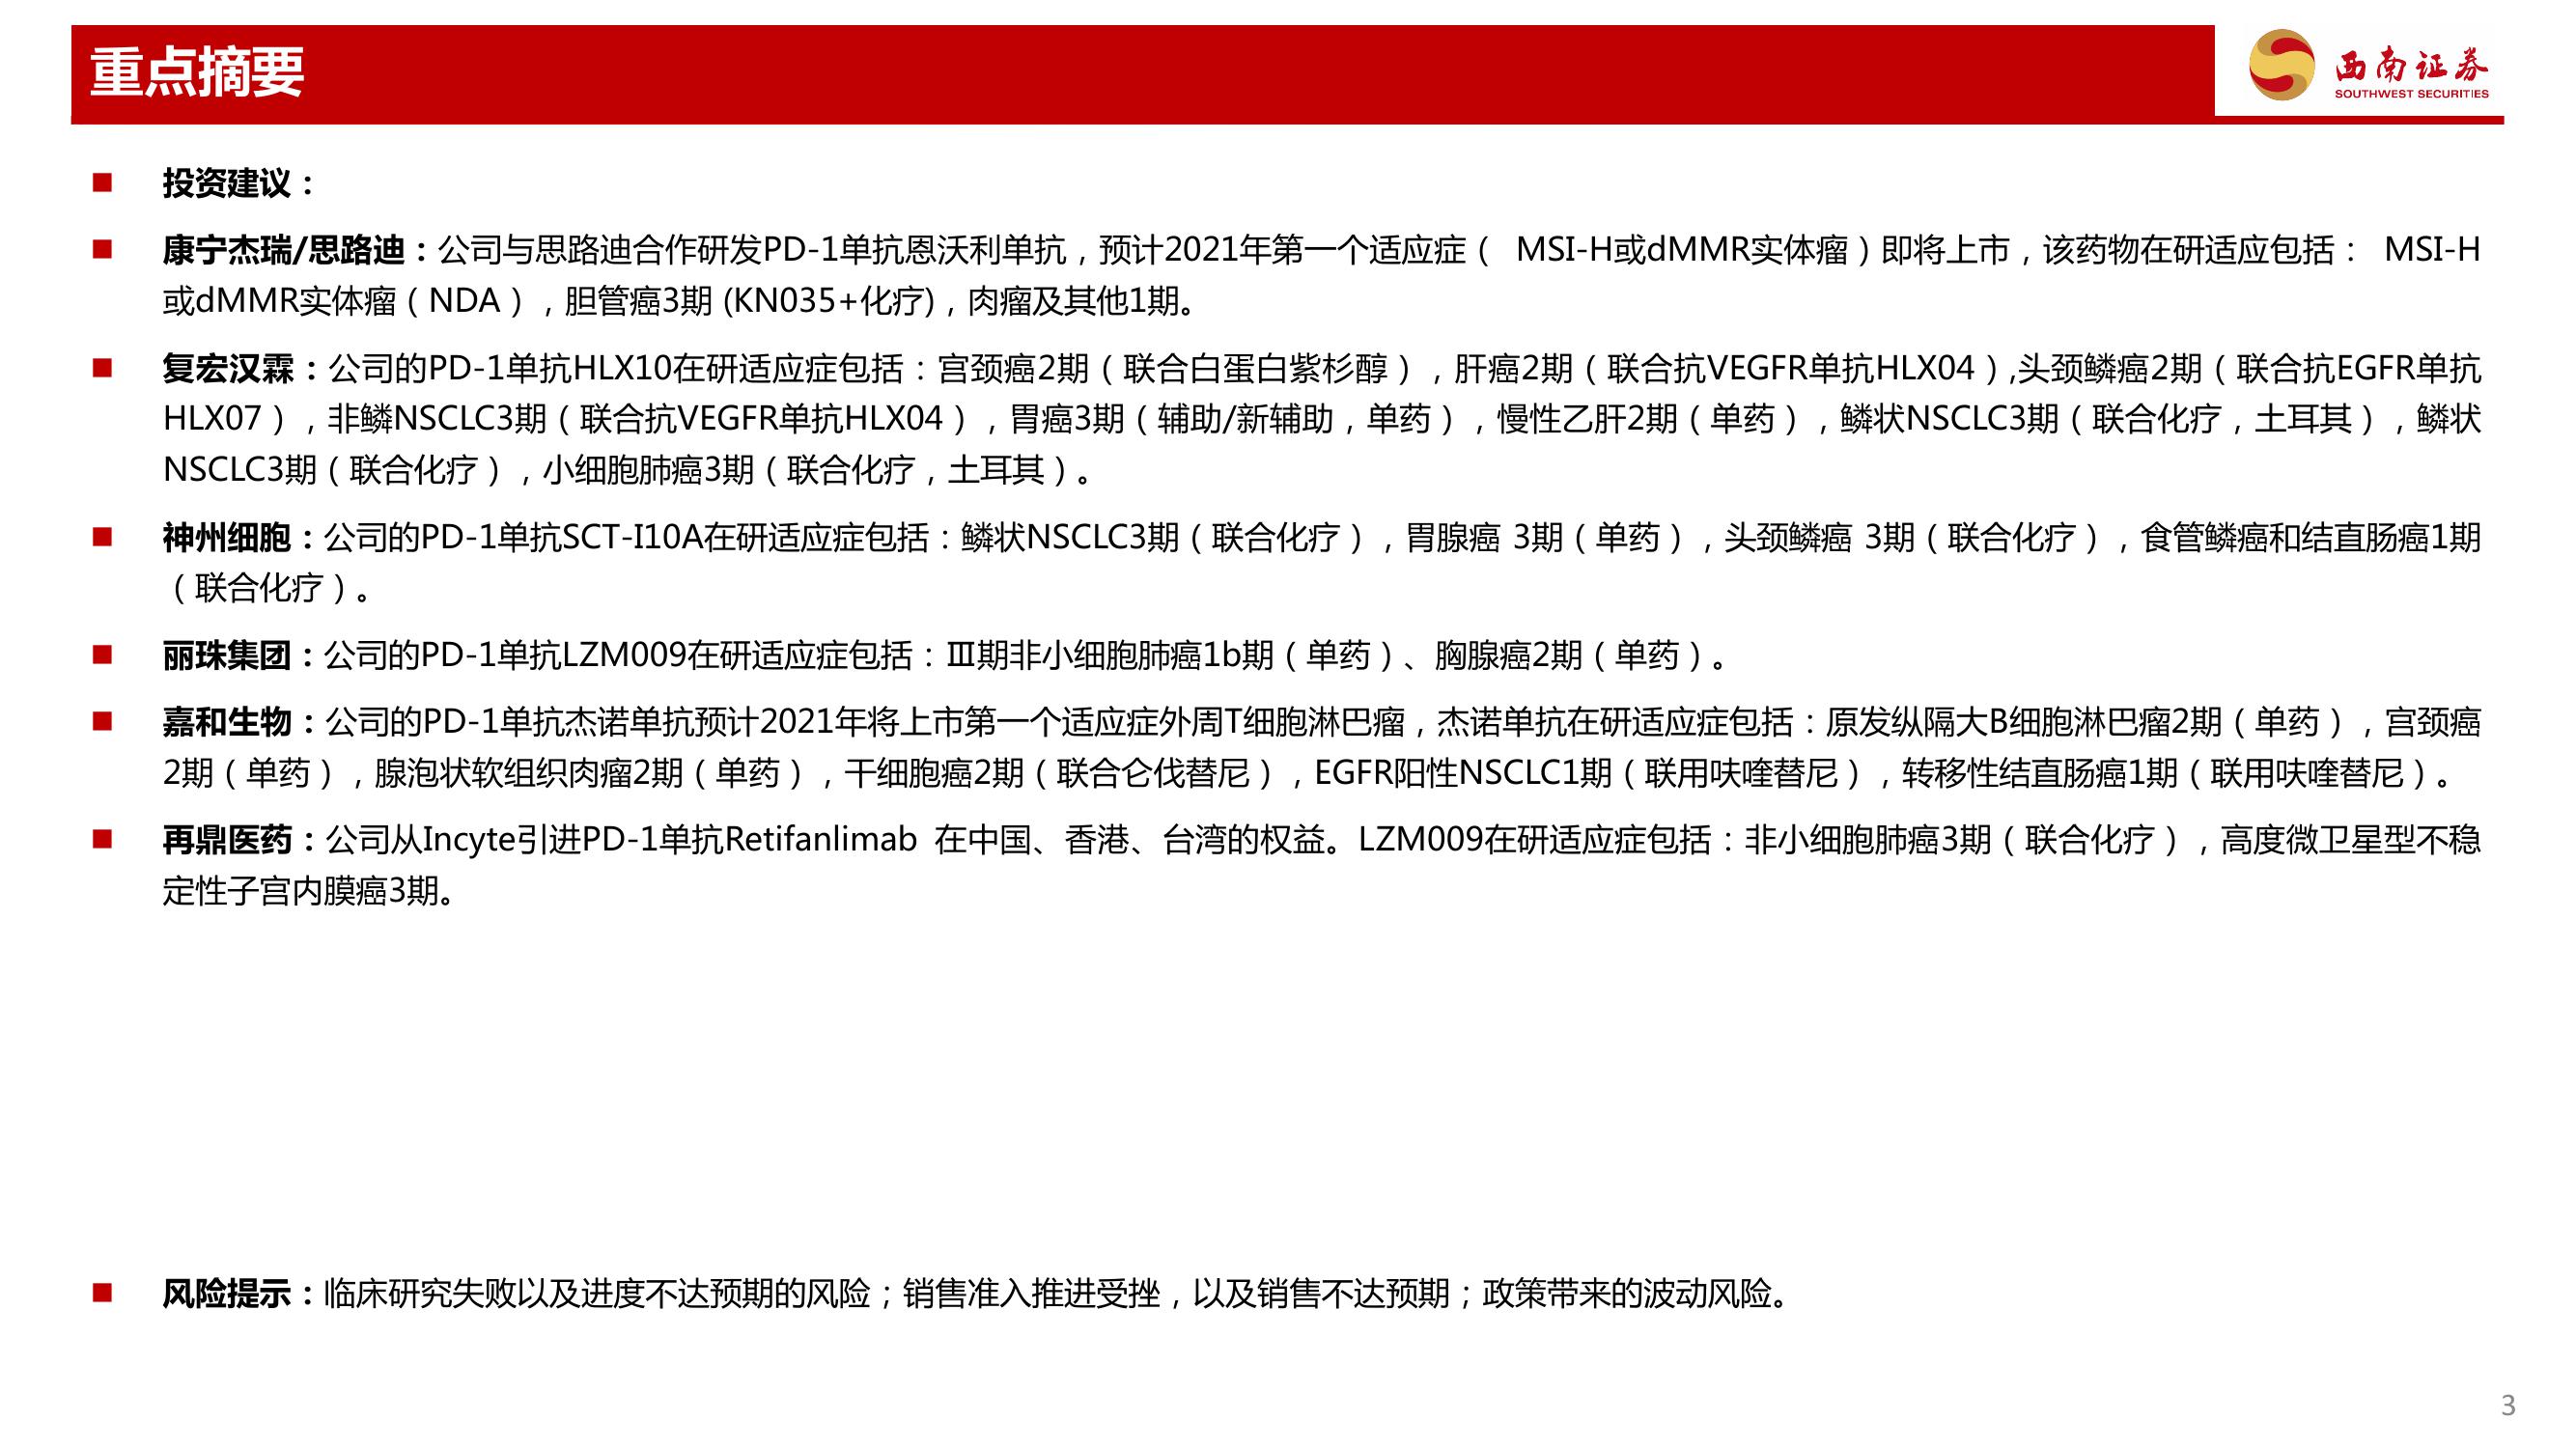 重点摘要
西南证券
SOUTHWEST SECURITIES
■ 投资建议：
■ 康宁杰瑞/思路迪：公司与思路迪合作研发PD-1单抗恩沃利单抗，预计2021年第一个适应症（ MSI-H或dMMR实体瘤）即将上市，该药物在研适应包括： MSI-H
或dMMR实体瘤（NDA），胆管癌3期 (KN035+化疗)，肉瘤及其他1期。
■ 复宏汉霖：公司的PD-1单抗HLX10在研适应症包括：宫颈癌2期（联合白蛋白紫杉醇），肝癌2期（联合抗VEGFR单抗HLX04）,头颈鳞癌2期（联合抗EGFR单抗
HLX07），非鳞NSCLC3期（联合抗VEGFR单抗HLX04），胃癌3期（辅助/新辅助，单药），慢性乙肝2期（单药），鳞状NSCLC3期（联合化疗，土耳其），鳞状
NSCLC3期（联合化疗），小细胞肺癌3期（联合化疗，土耳其）。
■ 神州细胞：公司的PD-1单抗SCT-I10A在研适应症包括：鳞状NSCLC3期（联合化疗），胃腺癌 3期（单药），头颈鳞癌 3期（联合化疗），食管鳞癌和结直肠癌1期
（联合化疗）。
■ 丽珠集团：公司的PD-1单抗LZM009在研适应症包括：Ⅲ期非小细胞肺癌1b期（单药）、胸腺癌2期（单药）。
■ 嘉和生物：公司的PD-1单抗杰诺单抗预计2021年将上市第一个适应症外周T细胞淋巴瘤，杰诺单抗在研适应症包括：原发纵隔大B细胞淋巴瘤2期（单药），宫颈癌
2期（单药），腺泡状软组织肉瘤2期（单药），干细胞癌2期（联合仑伐替尼），EGFR阳性NSCLC1期（联用呋喹替尼），转移性结直肠癌1期（联用呋喹替尼）。
■ 再鼎医药：公司从Incyte引进PD-1单抗Retifanlimab 在中国、香港、台湾的权益。LZM009在研适应症包括：非小细胞肺癌3期（联合化疗），高度微卫星型不稳
定性子宫内膜癌3期。
■ 风险提示：临床研究失败以及进度不达预期的风险；销售准入推进受挫，以及销售不达预期；政策带来的波动风险。
3